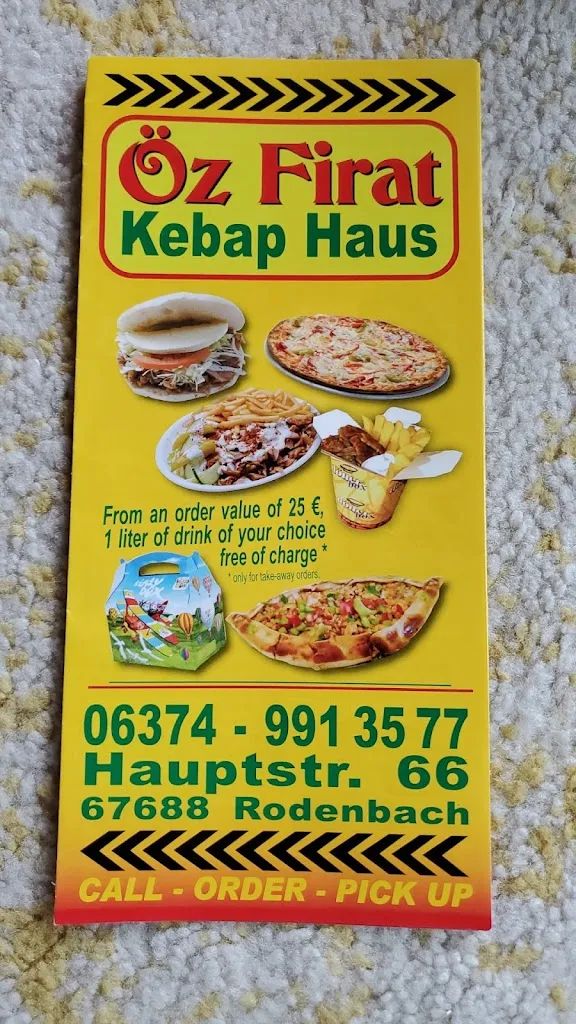 Öz Firat
Kebap Haus
From an order value of 25 €,
1 liter of drink of your choice
free of charge *
* only for take-away orders.
06374 - 991 35 77
Hauptstr. 66
67688 Rodenbach
CALL - ORDER - PICK UP